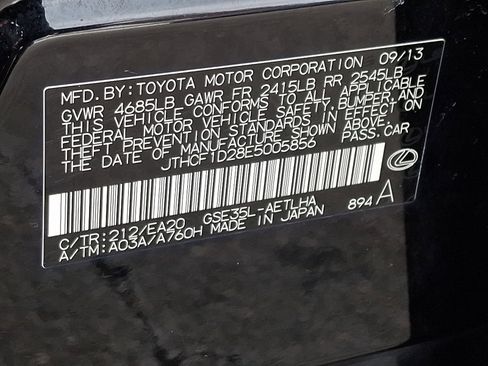 MFD. BY: TOYOTA MOTOR CORPORATION 09/13
GVWR 4685LB GAWR FR 2415LB RR 2545LB
THIS VEHICLE CONFORMS TO ALL APPLICABLE
FEDERAL MOTOR VEHICLE SAFETY, BUMPER, AND
THEFT PREVENTION STANDARDS IN EFFECT ON
THE DATE OF MANUFACTURE SHOWN ABOVE.
JTHCF1D28E5005856 PASS. CAR
C/TR: 212/EA20 GSE35L-AETLHA
A/TM: A03A/A760H MADE IN JAPAN 894 A